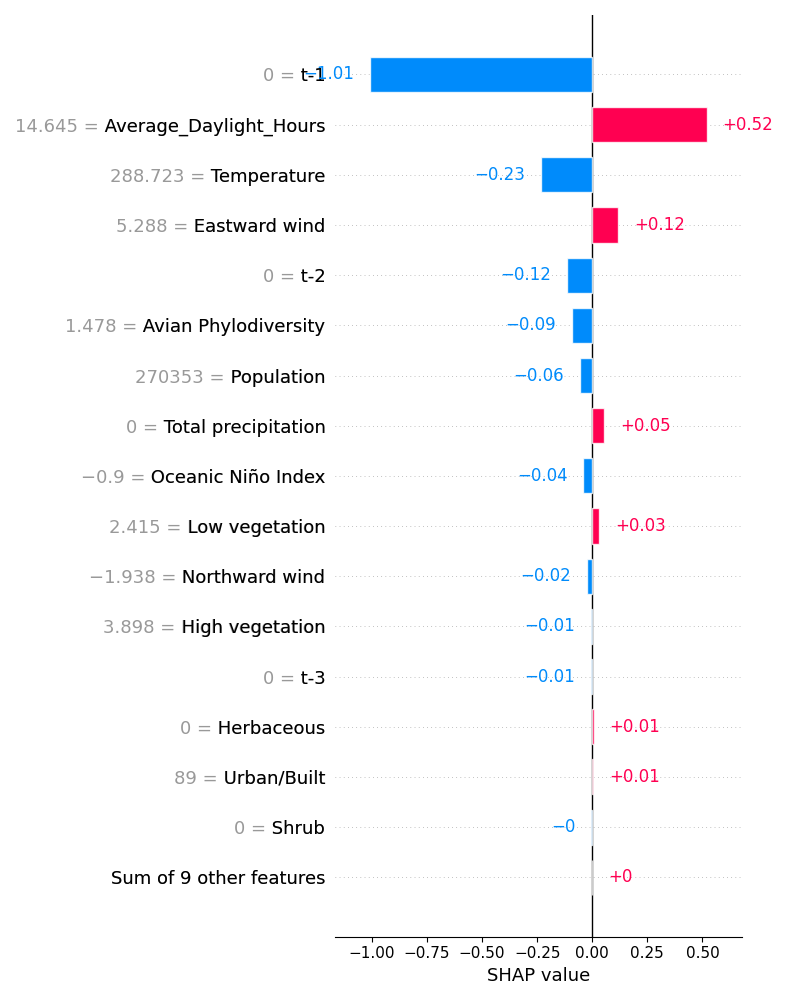 0 = t-1 −1.01
14.645 = Average_Daylight_Hours +0.52
288.723 = Temperature −0.23
5.288 = Eastward wind +0.12
0 = t-2 −0.12
1.478 = Avian Phylodiversity −0.09
270353 = Population −0.06
0 = Total precipitation +0.05
−0.9 = Oceanic Niño Index −0.04
2.415 = Low vegetation +0.03
−1.938 = Northward wind −0.02
3.898 = High vegetation −0.01
0 = t-3 −0.01
0 = Herbaceous +0.01
89 = Urban/Built +0.01
0 = Shrub −0
Sum of 9 other features +0
−1.00 −0.75 −0.50 −0.25 0.00 0.25 0.50
SHAP value